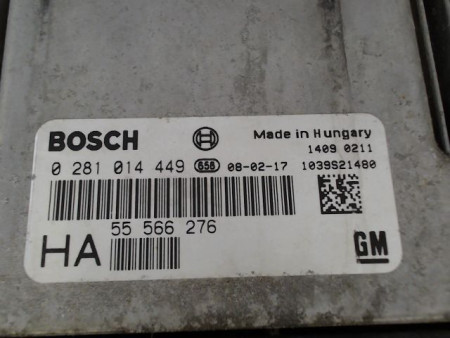 BOSCH
Made in Hungary
1409 0211
0 281 014 449 658 08-02-17 1039S21480
HA 55 566 276
GM